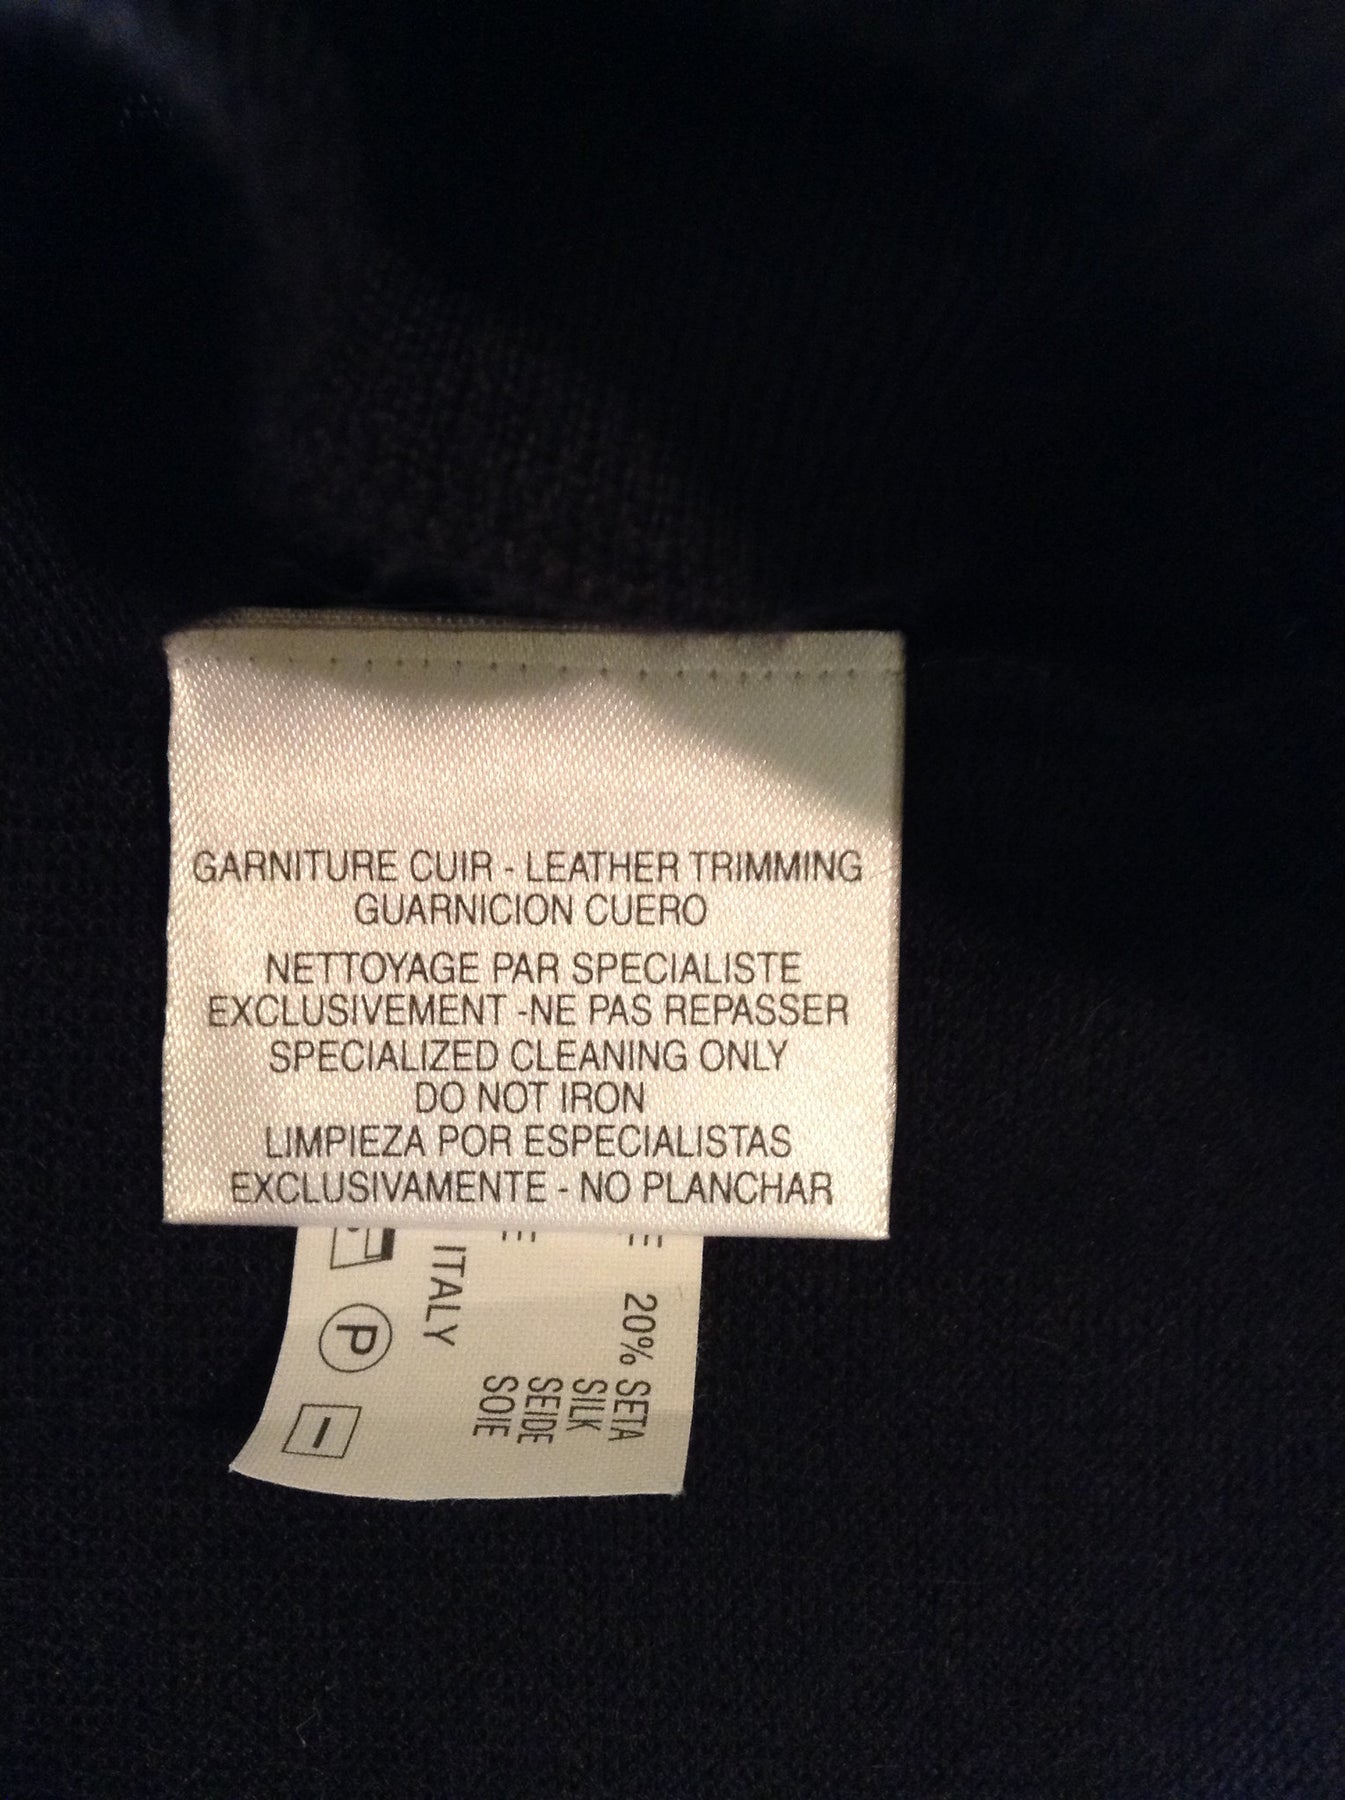 GARNITURE CUIR - LEATHER TRIMMING
GUARNICION CUERO
NETTOYAGE PAR SPECIALISTE
EXCLUSIVEMENT -NE PAS REPASSER
SPECIALIZED CLEANING ONLY
DO NOT IRON
LIMPIEZA POR ESPECIALISTAS
EXCLUSIVAMENTE - NO PLANCHAR
20% SETA
SILK
SEIDE
SOIE
ITALY
P